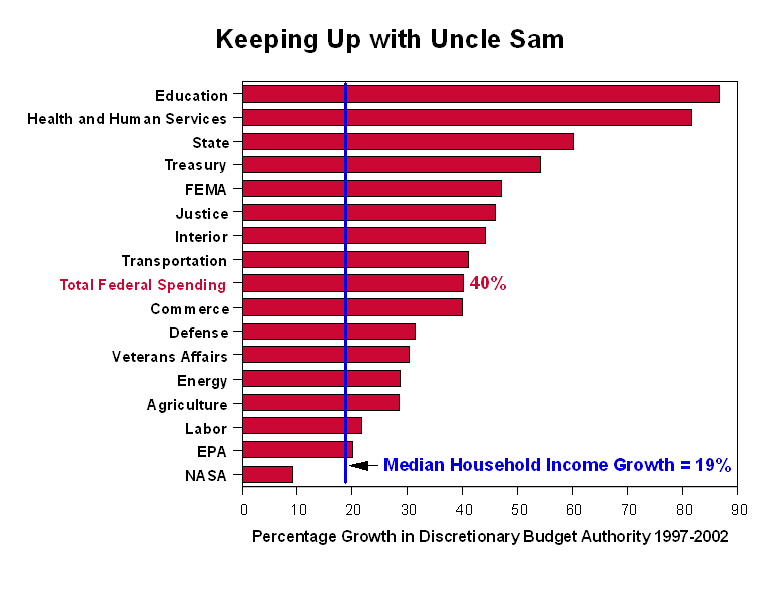 Keeping Up with Uncle Sam
Education
Health and Human Services
State
Treasury
FEMA
Justice
Interior
Transportation
Total Federal Spending 40%
Commerce
Defense
Veterans Affairs
Energy
Agriculture
Labor
EPA
Median Household Income Growth = 19%
NASA
0 10 20 30 40 50 60 70 80 90
Percentage Growth in Discretionary Budget Authority 1997-2002